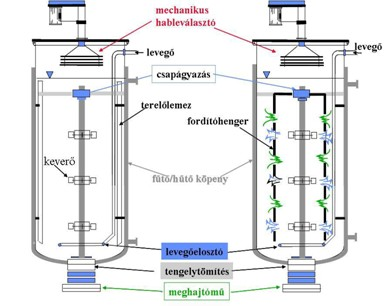 mechanikus
hableválasztó
levegő
levegő
csapágyazás
terelőlemez
fordítóhenger
keverő
fűtő/hűtő köpeny
levegőelosztó
tengelytömítés
meghajtómű